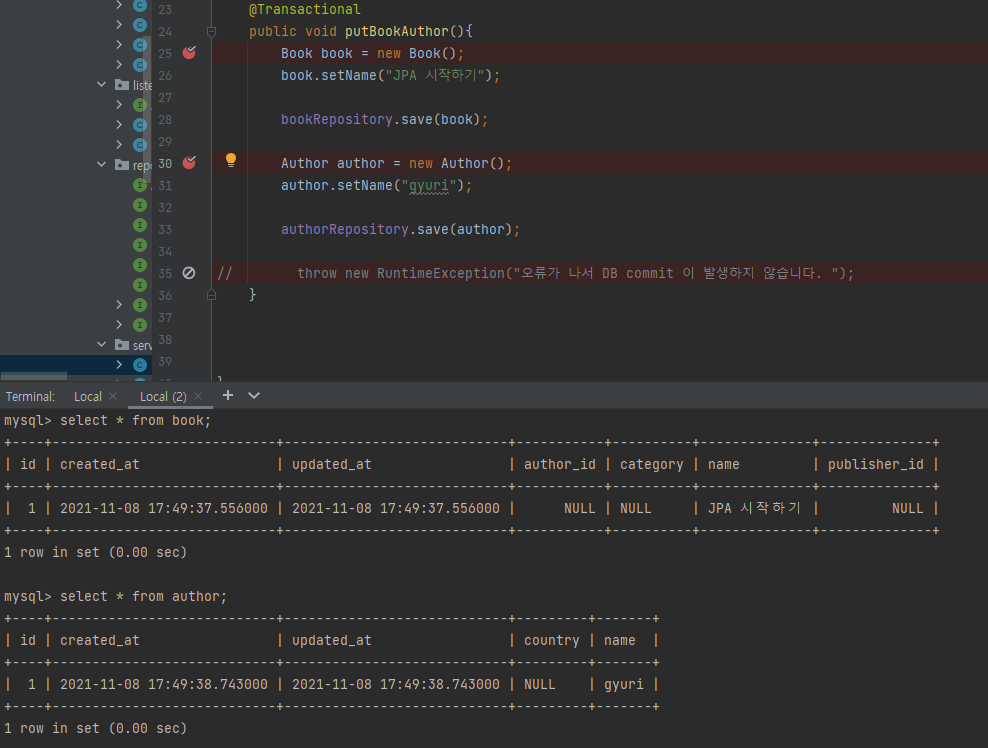 23 @Transactional
24 public void putBookAuthor(){
25 Book book = new Book();
26 book.setName("JPA 시작하기");
27
28 bookRepository.save(book);
29
30 Author author = new Author();
31 author.setName("gyuri");
32
33 authorRepository.save(author);
34
35 // throw new RuntimeException("오류가 나서 DB commit 이 발생하지 않습니다. ");
36 }
37
38
39
liste
repo
serv
Terminal: Local × Local (2) × +
mysql> select * from book;
+----+----------------------------+----------------------------+-----------+----------+--------------+--------------+
| id | created_at | updated_at | author_id | category | name | publisher_id |
+----+----------------------------+----------------------------+-----------+----------+--------------+--------------+
| 1 | 2021-11-08 17:49:37.556000 | 2021-11-08 17:49:37.556000 | NULL | NULL | JPA 시작하기 | NULL |
+----+----------------------------+----------------------------+-----------+----------+--------------+--------------+
1 row in set (0.00 sec)
mysql> select * from author;
+----+----------------------------+----------------------------+---------+-------+
| id | created_at | updated_at | country | name |
+----+----------------------------+----------------------------+---------+-------+
| 1 | 2021-11-08 17:49:38.743000 | 2021-11-08 17:49:38.743000 | NULL | gyuri |
+----+----------------------------+----------------------------+---------+-------+
1 row in set (0.00 sec)